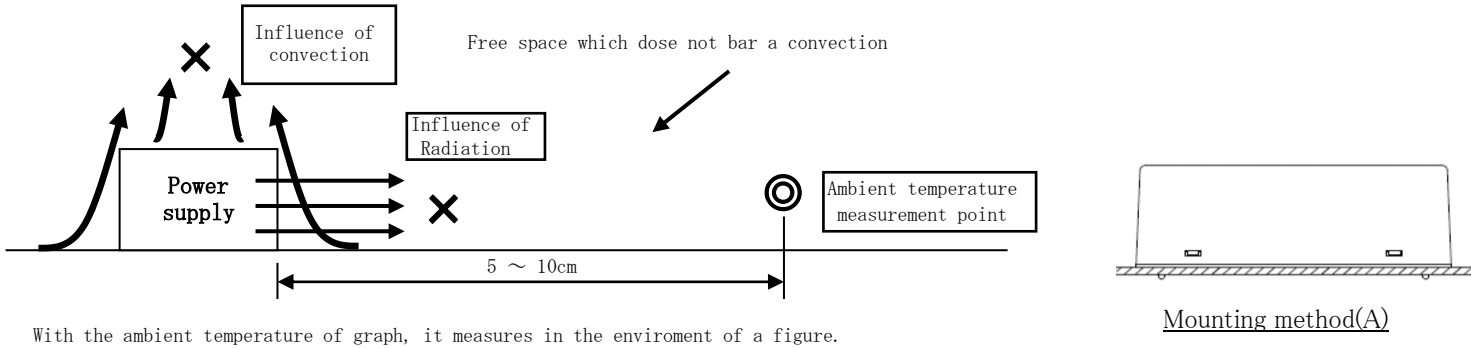 Influence of
convection
Free space which dose not bar a convection
Influence of
Radiation
Power
supply
Ambient temperature
measurement point
5 ～ 10cm
Mounting method(A)
With the ambient temperature of graph, it measures in the enviroment of a figure.